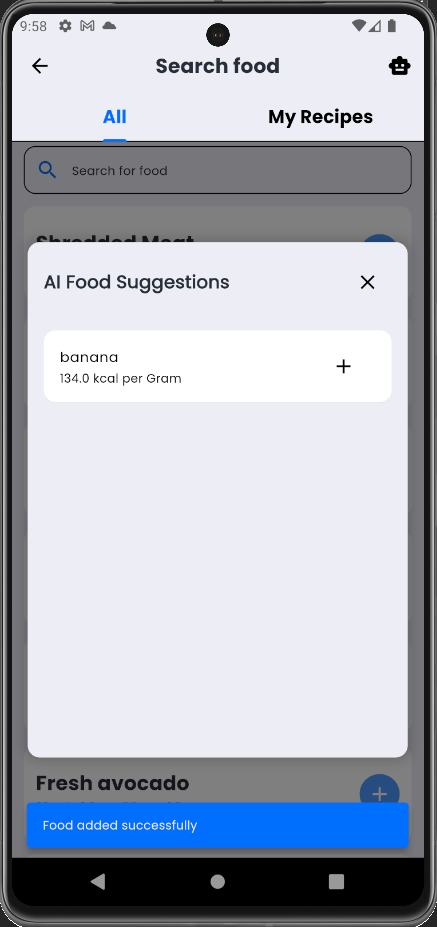 9:58
Search food
All
My Recipes
Search for food
Shredded Meat
AI Food Suggestions
banana
134.0 kcal per Gram
Fresh avocado
Food added successfully